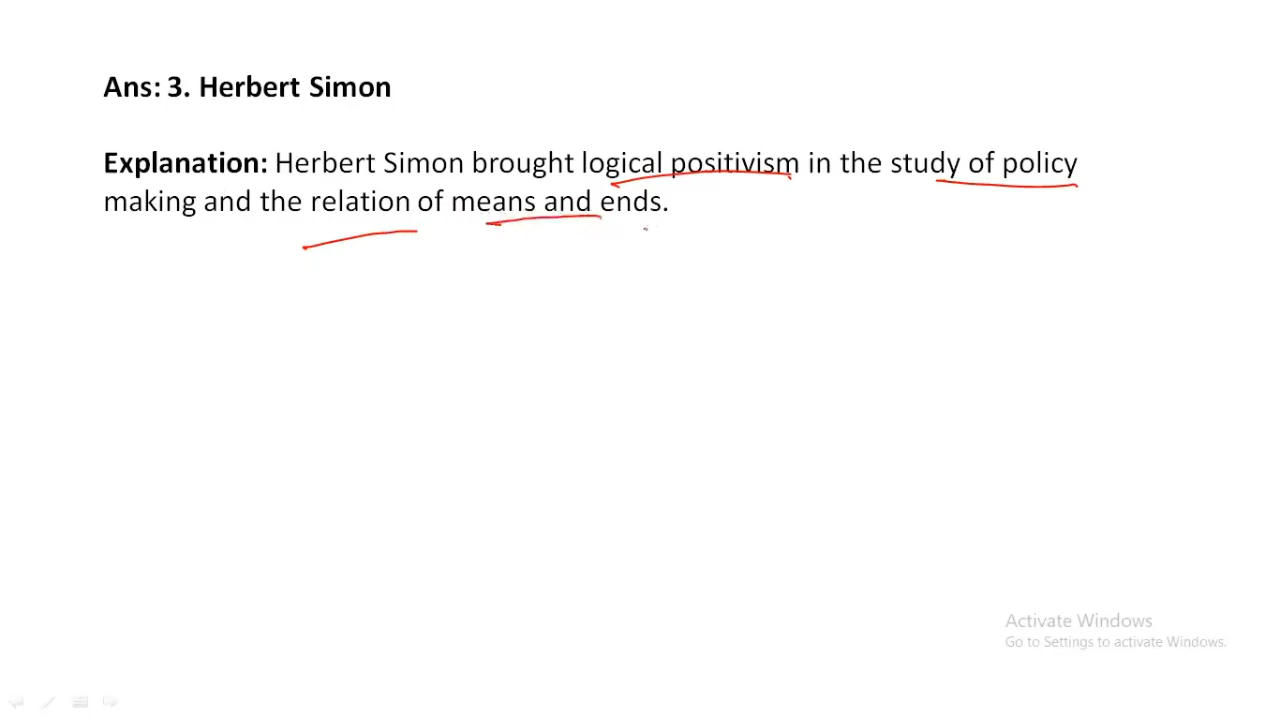 Ans: 3. Herbert Simon
Explanation: Herbert Simon brought logical positivism in the study of policy
making and the relation of means and ends.
Activate Windows
Go to Settings to activate Windows.